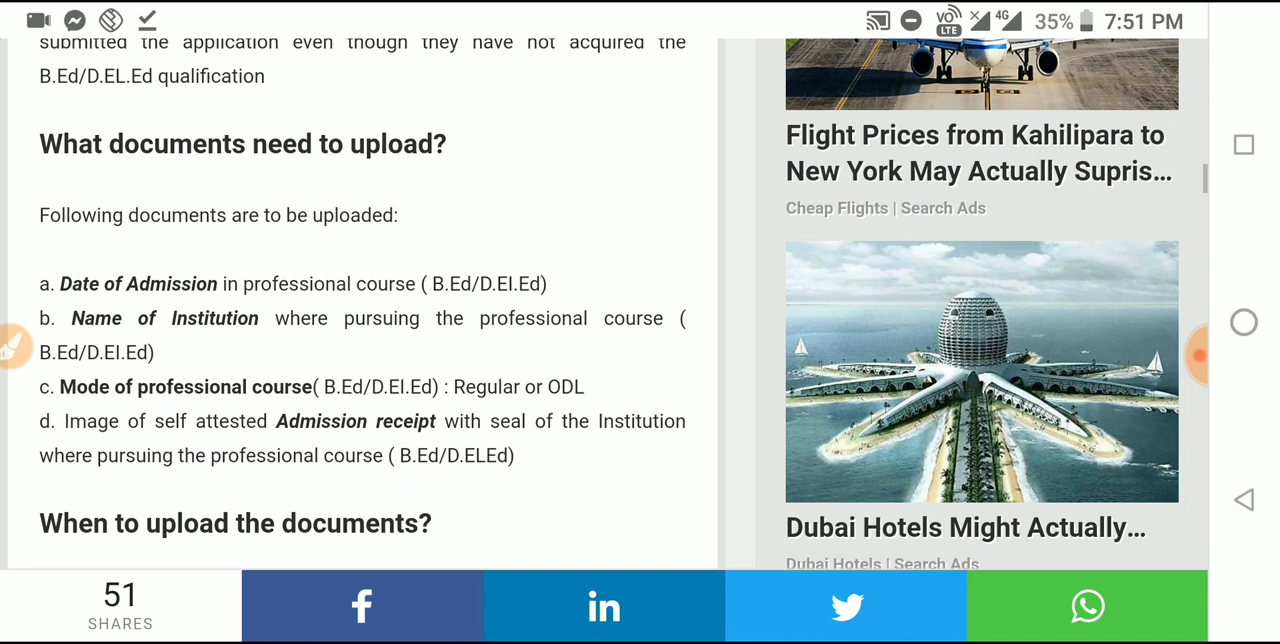 VO
LTE
4G
35%
7:51 PM
submitted the application even though they have not acquired the
B.Ed/D.EL.Ed qualification
What documents need to upload?
Following documents are to be uploaded:
a. Date of Admission in professional course ( B.Ed/D.El.Ed)
b. Name of Institution where pursuing the professional course (
B.Ed/D.El.Ed)
c. Mode of professional course( B.Ed/D.El.Ed) : Regular or ODL
d. Image of self attested Admission receipt with seal of the Institution
where pursuing the professional course ( B.Ed/D.ELEd)
When to upload the documents?
Flight Prices from Kahilipara to
New York May Actually Supris...
Cheap Flights | Search Ads
Dubai Hotels Might Actually...
Dubai Hotels | Search Ads
51
SHARES